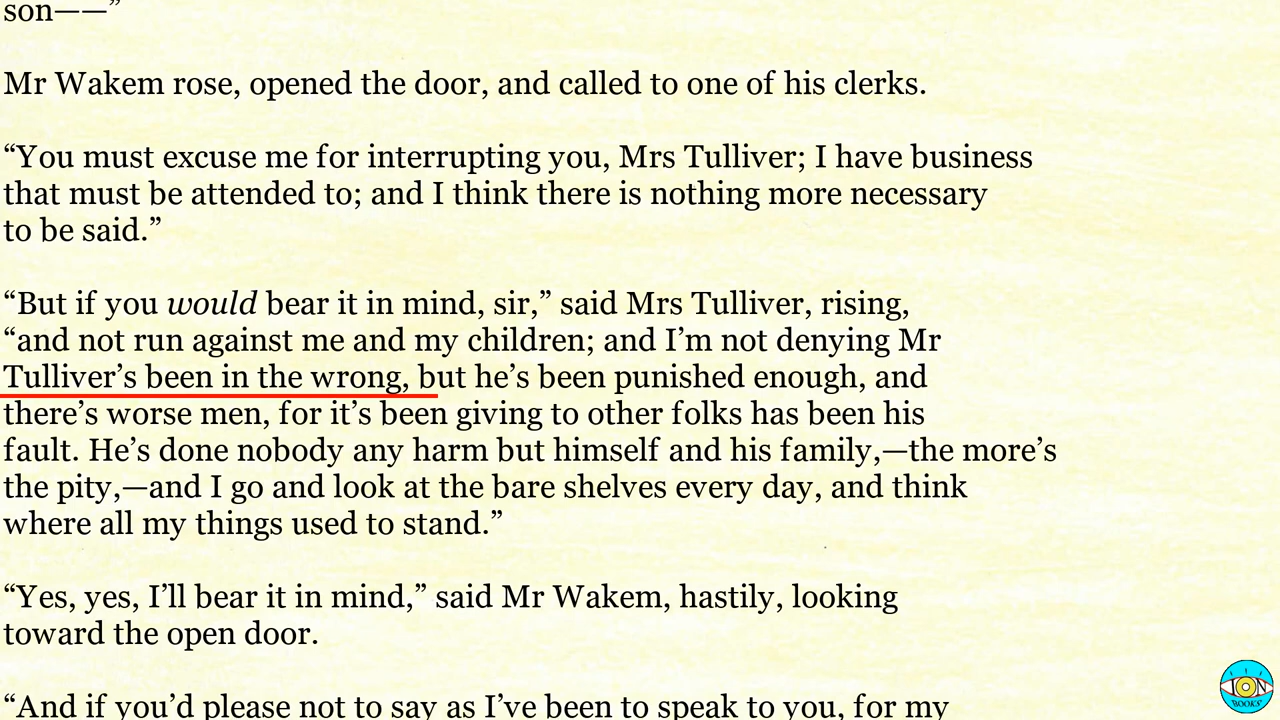 son——”
Mr Wakem rose, opened the door, and called to one of his clerks.
“You must excuse me for interrupting you, Mrs Tulliver; I have business
that must be attended to; and I think there is nothing more necessary
to be said.”
“But if you would bear it in mind, sir,” said Mrs Tulliver, rising,
“and not run against me and my children; and I’m not denying Mr
Tulliver’s been in the wrong, but he’s been punished enough, and
there’s worse men, for it’s been giving to other folks has been his
fault. He’s done nobody any harm but himself and his family,—the more’s
the pity,—and I go and look at the bare shelves every day, and think
where all my things used to stand.”
“Yes, yes, I’ll bear it in mind,” said Mr Wakem, hastily, looking
toward the open door.
“And if you’d please not to say as I’ve been to speak to you, for my
ION
BOOKS